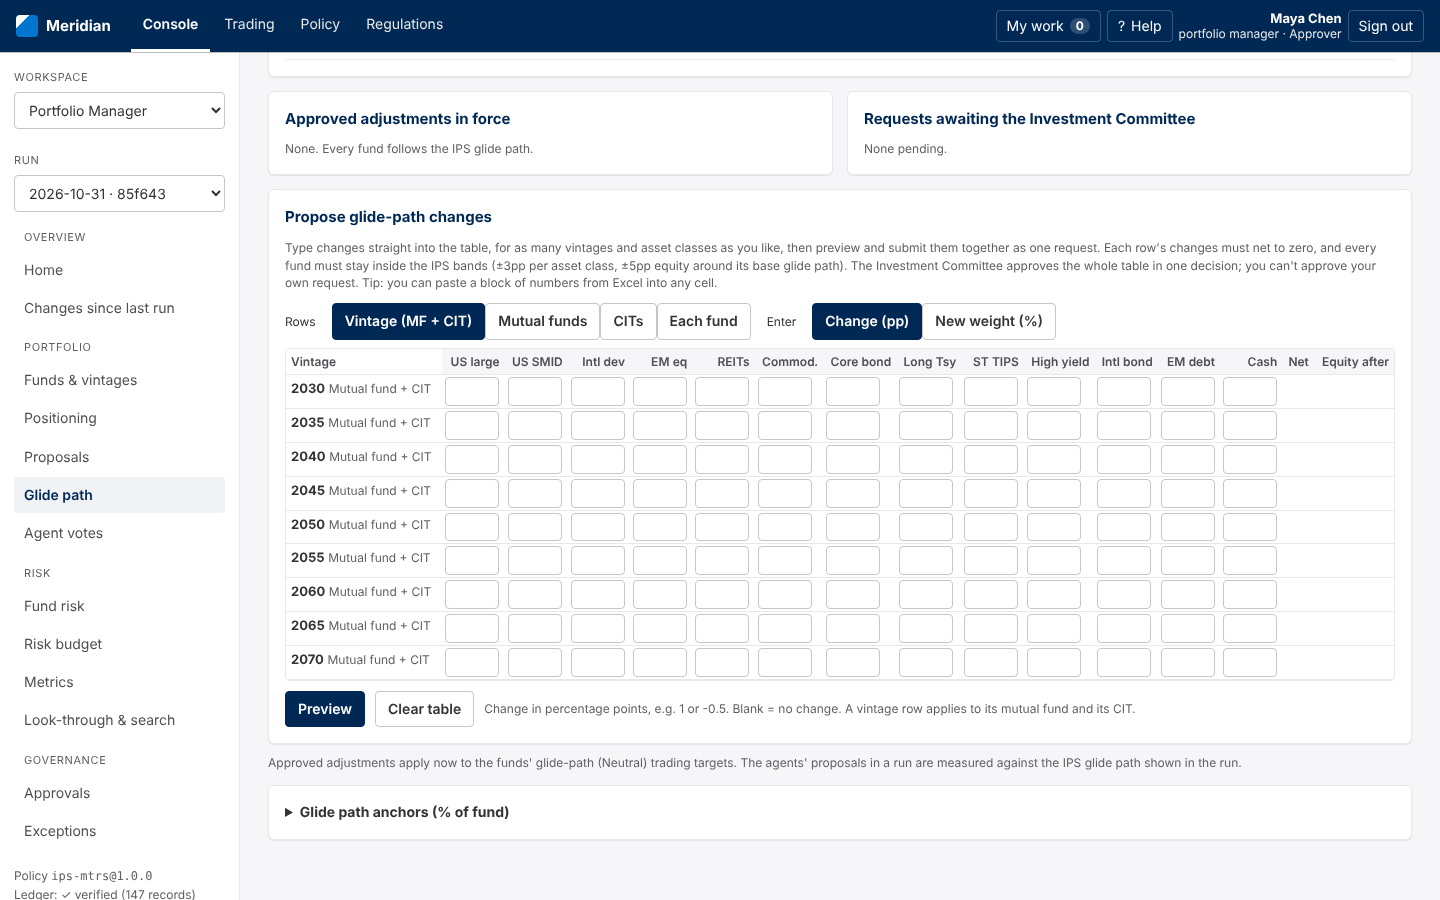 Meridian
Console Trading Policy Regulations
My work 0
? Help
Maya Chen
portfolio manager · Approver
Sign out
WORKSPACE
Portfolio Manager
RUN
2026-10-31 · 85f643
OVERVIEW
Home
Changes since last run
PORTFOLIO
Funds & vintages
Positioning
Proposals
Glide path
Agent votes
RISK
Fund risk
Risk budget
Metrics
Look-through & search
GOVERNANCE
Approvals
Exceptions
Policy ips-mtrs@1.0.0
Ledger: ✓ verified (147 records)
Approved adjustments in force
None. Every fund follows the IPS glide path.
Requests awaiting the Investment Committee
None pending.
Propose glide-path changes
Type changes straight into the table, for as many vintages and asset classes as you like, then preview and submit them together as one request. Each row's changes must net to zero, and every
fund must stay inside the IPS bands (±3pp per asset class, ±5pp equity around its base glide path). The Investment Committee approves the whole table in one decision; you can't approve your
own request. Tip: you can paste a block of numbers from Excel into any cell.
Rows Vintage (MF + CIT) Mutual funds CITs Each fund Enter Change (pp) New weight (%)
Vintage US large US SMID Intl dev EM eq REITs Commod. Core bond Long Tsy ST TIPS High yield Intl bond EM debt Cash Net Equity after
2030 Mutual fund + CIT
2035 Mutual fund + CIT
2040 Mutual fund + CIT
2045 Mutual fund + CIT
2050 Mutual fund + CIT
2055 Mutual fund + CIT
2060 Mutual fund + CIT
2065 Mutual fund + CIT
2070 Mutual fund + CIT
Preview Clear table Change in percentage points, e.g. 1 or -0.5. Blank = no change. A vintage row applies to its mutual fund and its CIT.
Approved adjustments apply now to the funds' glide-path (Neutral) trading targets. The agents' proposals in a run are measured against the IPS glide path shown in the run.
Glide path anchors (% of fund)